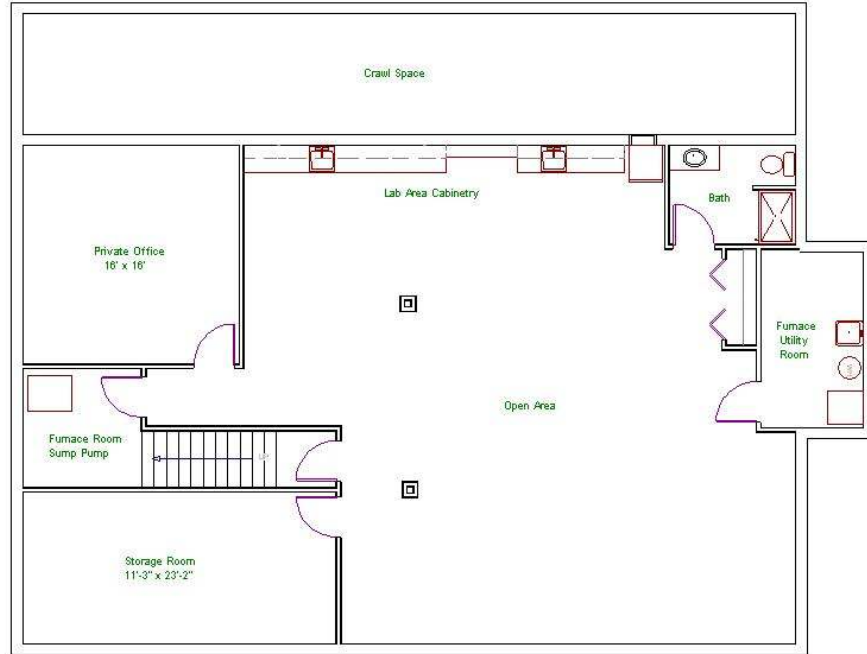 Crawl Space
Lab Area Cabinetry
Bath
Private Office
16' x 16'
Furnace
Utility
Room
Open Area
Furnace Room
Sump Pump
Storage Room
11'-3" x 23'-2"